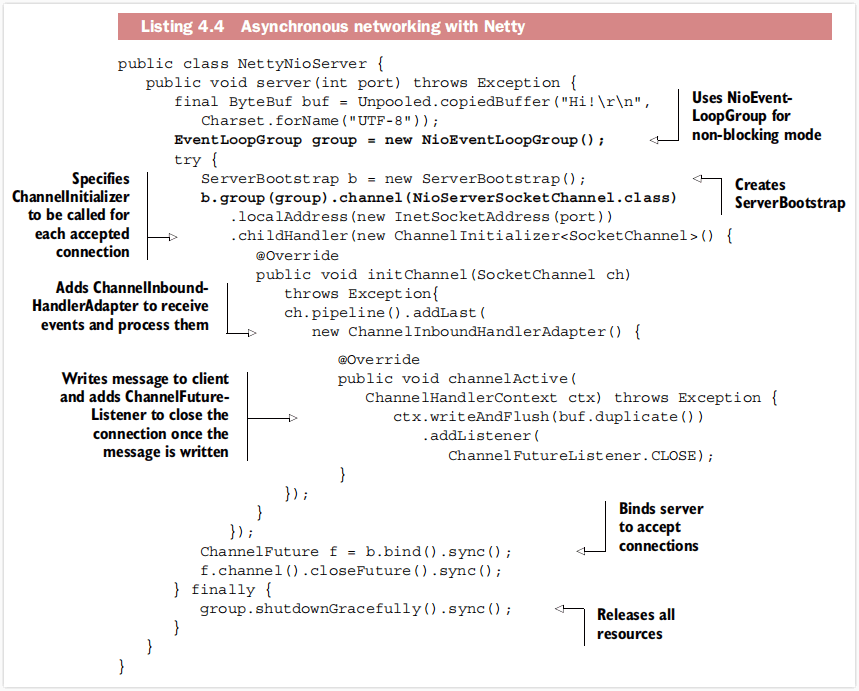 Listing 4.4 Asynchronous networking with Netty
public class NettyNioServer {
public void server(int port) throws Exception {
final ByteBuf buf = Unpooled.copiedBuffer("Hi!\r\n",
Charset.forName("UTF-8"));
EventLoopGroup group = new NioEventLoopGroup();
try {
ServerBootstrap b = new ServerBootstrap();
b.group(group).channel(NioServerSocketChannel.class)
.localAddress(new InetSocketAddress(port))
.childHandler(new ChannelInitializer<SocketChannel>() {
@Override
public void initChannel(SocketChannel ch)
throws Exception{
ch.pipeline().addLast(
new ChannelInboundHandlerAdapter() {
@Override
public void channelActive(
ChannelHandlerContext ctx) throws Exception {
ctx.writeAndFlush(buf.duplicate())
.addListener(
ChannelFutureListener.CLOSE);
}
});
}
});
ChannelFuture f = b.bind().sync();
f.channel().closeFuture().sync();
} finally {
group.shutdownGracefully().sync();
}
}
}
Uses NioEvent-
LoopGroup for
non-blocking mode
Creates
ServerBootstrap
Specifies
ChannelInitializer
to be called for
each accepted
connection
Adds ChannelInbound-
HandlerAdapter to receive
events and process them
Writes message to client
and adds ChannelFuture-
Listener to close the
connection once the
message is written
Binds server
to accept
connections
Releases all
resources